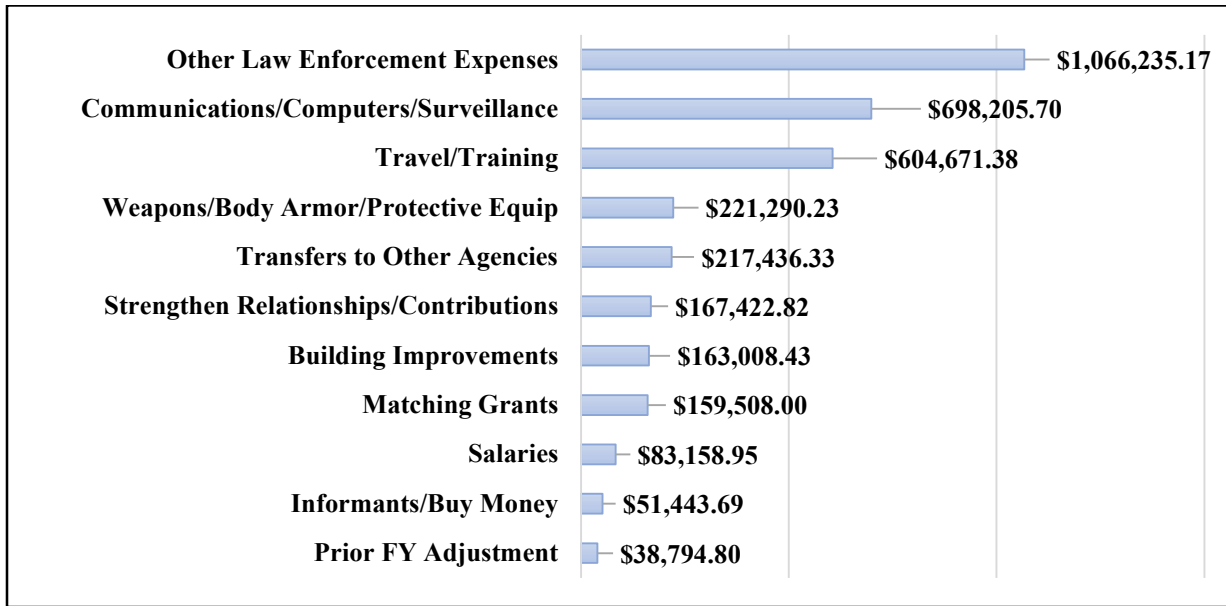 Other Law Enforcement Expenses $1,066,235.17
Communications/Computers/Surveillance $698,205.70
Travel/Training $604,671.38
Weapons/Body Armor/Protective Equip $221,290.23
Transfers to Other Agencies $217,436.33
Strengthen Relationships/Contributions $167,422.82
Building Improvements $163,008.43
Matching Grants $159,508.00
Salaries $83,158.95
Informants/Buy Money $51,443.69
Prior FY Adjustment $38,794.80